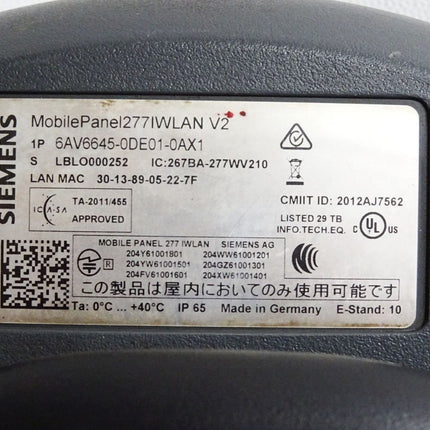 SIEMENS
MobilePanel277IWLAN V2
1P 6AV6645-0DE01-0AX1
S LBLO000252 IC:267BA-277WV210
LAN MAC 30-13-89-05-22-7F
ICASA
TA-2011/455
APPROVED
CMIIT ID: 2012AJ7562
LISTED 29 TB
INFO.TECH.EQ.
C UL US
MOBILE PANEL 277 IWLAN SIEMENS AG
204Y61001801 204WW61001201
204YW61001501 204GZ61001301
204FV61001601 204XW61001401
この製品は屋内においてのみ使用可能です
Ta: 0°C ... +40°C IP 65 Made in Germany E-Stand: 10